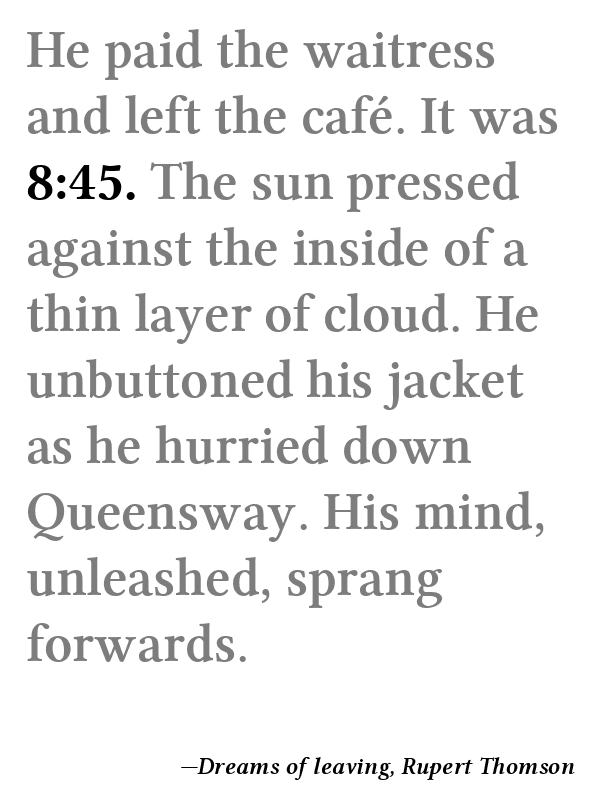 He paid the waitress
and left the café. It was
8:45. The sun pressed
against the inside of a
thin layer of cloud. He
unbuttoned his jacket
as he hurried down
Queensway. His mind,
unleashed, sprang
forwards.
—Dreams of leaving, Rupert Thomson